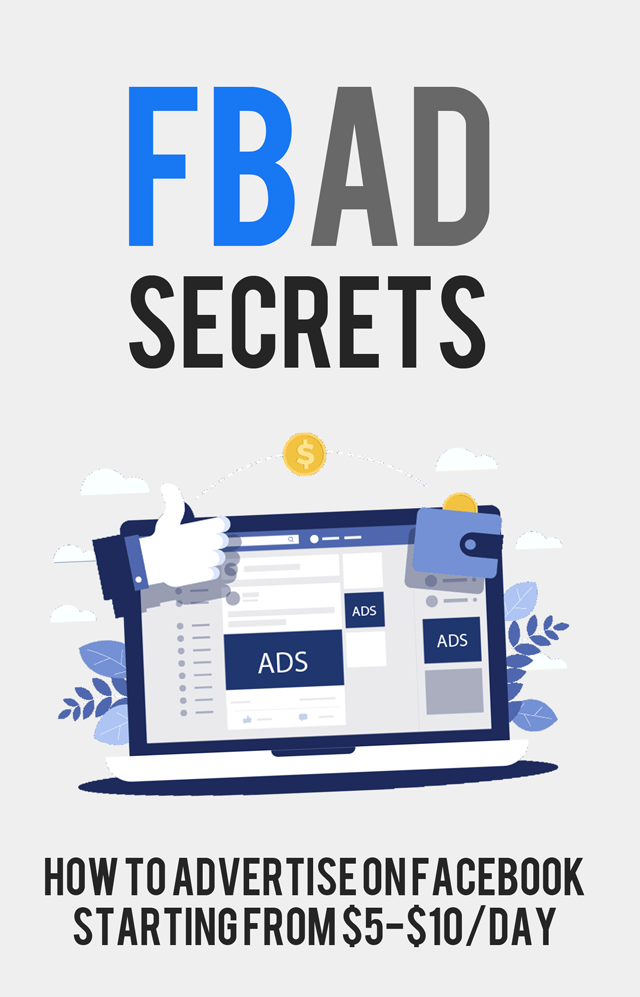 FBAD
SECRETS
$
ADS
ADS
ADS
HOW TO ADVERTISE ON FACEBOOK
STARTING FROM $5-$10/DAY